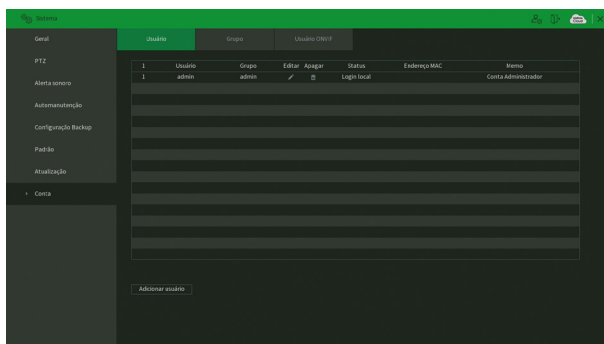 Sistema
Geral
PTZ
Alerta sonoro
Automanutenção
Configuração Backup
Padrão
Atualização
Conta
Usuário Grupo Usuário ONVIF
1 Usuário Grupo Editar Apagar Status Endereço MAC Memo
1 admin admin Login local Conta Administrador
Adicionar usuário